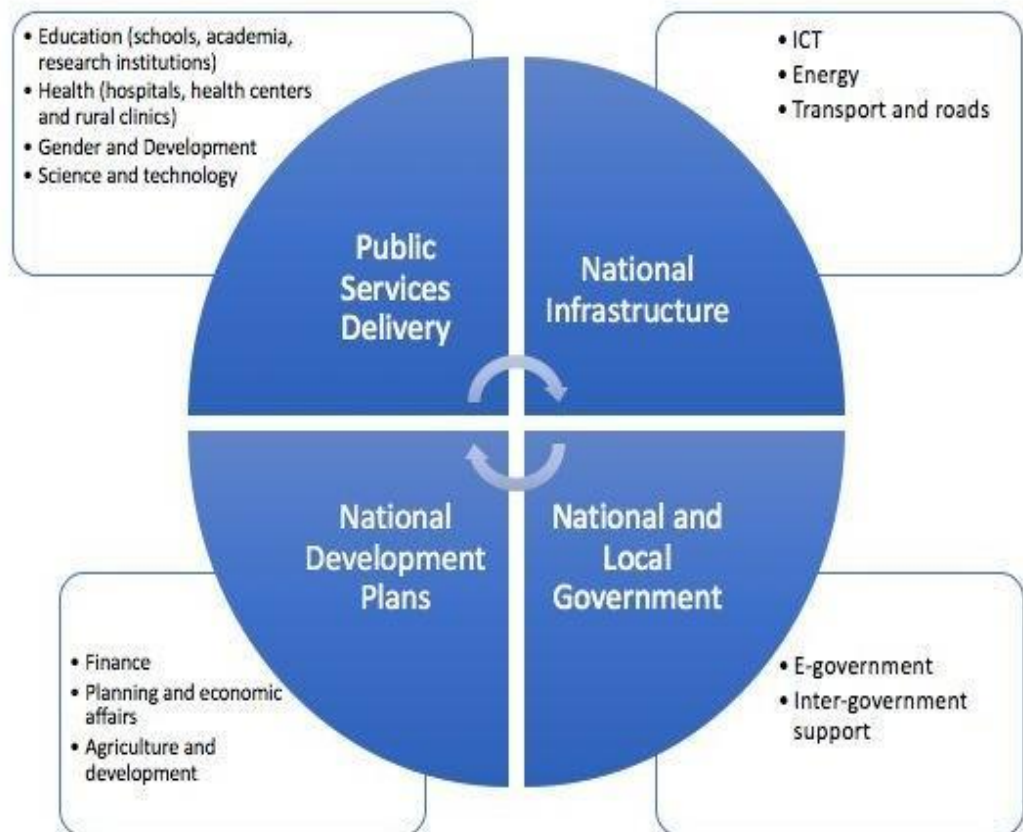 • Education (schools, academia,
research institutions)
• Health (hospitals, health centers
and rural clinics)
• Gender and Development
• Science and technology
• ICT
• Energy
• Transport and roads
Public
Services
Delivery
National
Infrastructure
National
Development
Plans
National and
Local
Government
• Finance
• Planning and economic
affairs
• Agriculture and
development
• E-government
• Inter-government
support